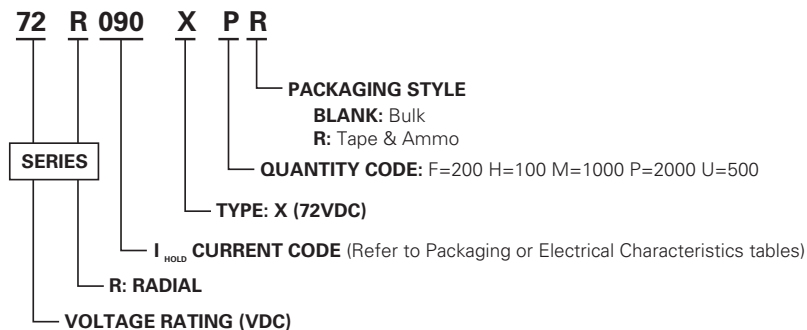 72 R 090 X P R
PACKAGING STYLE
BLANK: Bulk
R: Tape & Ammo
SERIES
QUANTITY CODE: F=200 H=100 M=1000 P=2000 U=500
TYPE: X (72VDC)
I HOLD CURRENT CODE (Refer to Packaging or Electrical Characteristics tables)
R: RADIAL
VOLTAGE RATING (VDC)